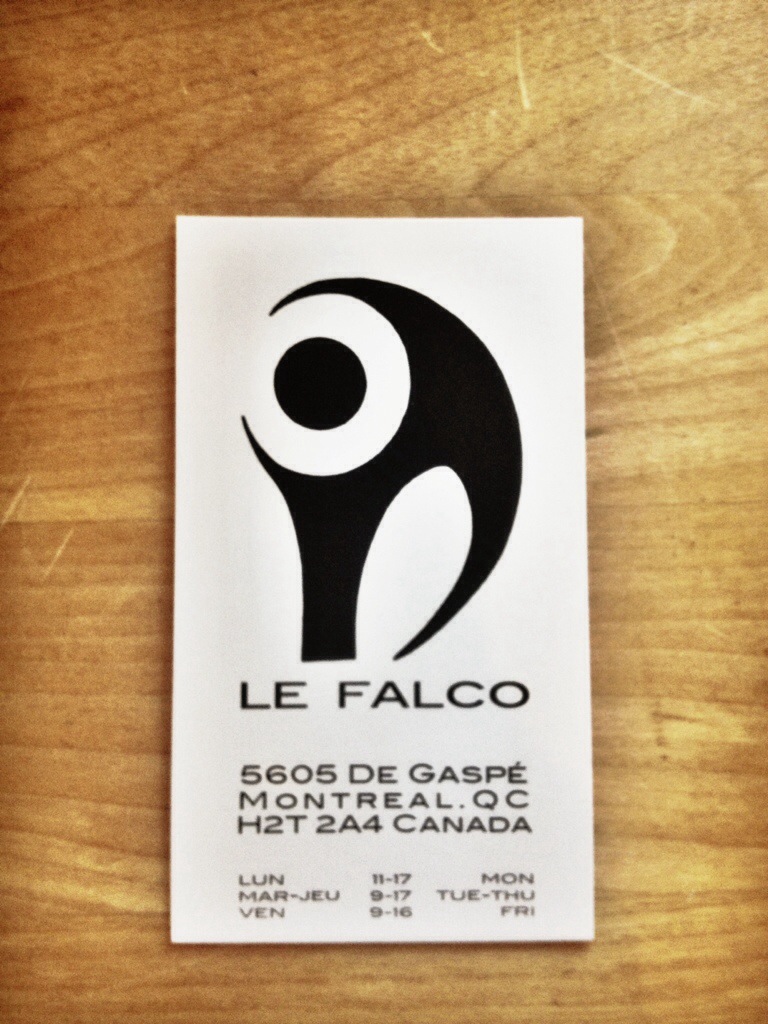 LE FALCO
5605 DE GASPÉ
MONTREAL.QC
H2T 2A4 CANADA
LUN 11-17 MON
MAR-JEU 9-17 TUE-THU
VEN 9-16 FRI